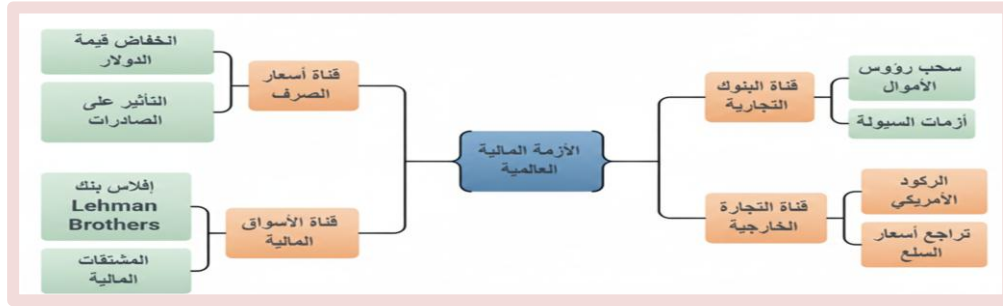 الأزمة المالية
العالمية
قناة البنوك
التجارية
سحب رؤوس
الأموال
أزمات السيولة
قناة التجارة
الخارجية
الركود
الأمريكي
تراجع أسعار
السلع
قناة أسعار
الصرف
انخفاض قيمة
الدولار
التأثير على
الصادرات
قناة الأسواق
المالية
إفلاس بنك
Lehman
Brothers
المشتقات
المالية